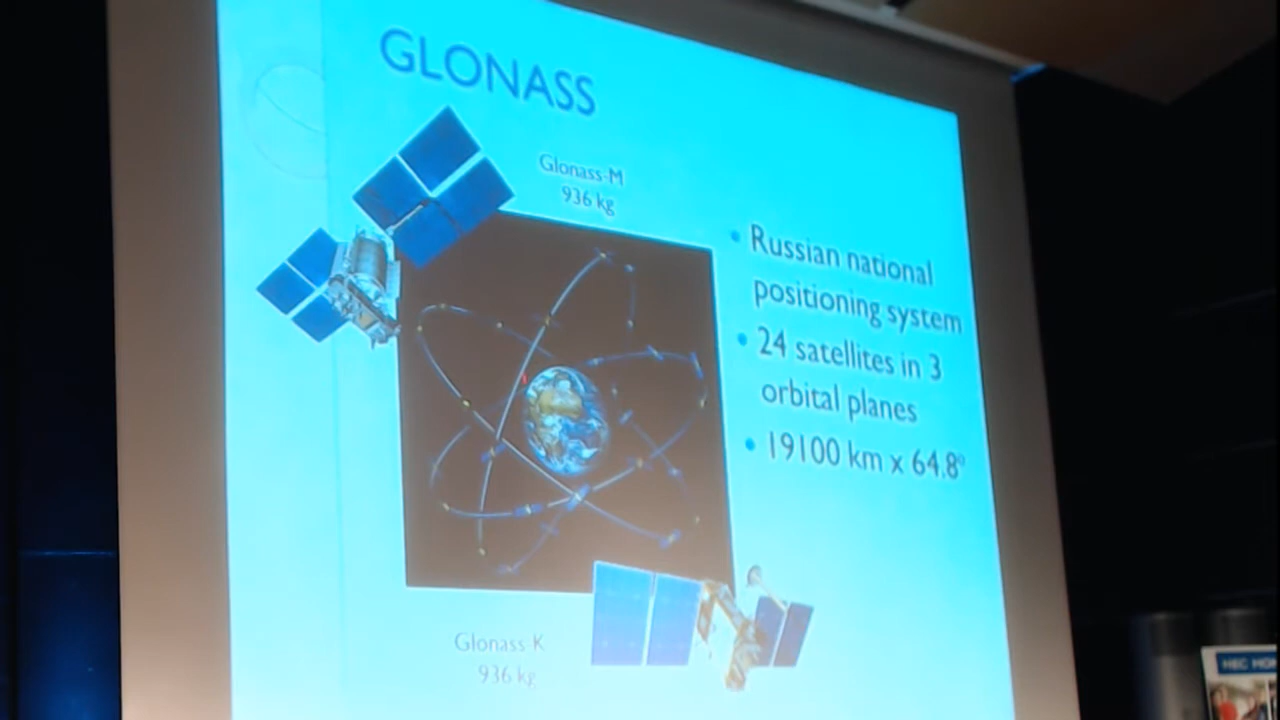 GLONASS
Glonass-M
936 kg
• Russian national
positioning system
• 24 satellites in 3
orbital planes
• 19100 km x 64.8°
Glonass-K
936 kg
NEC